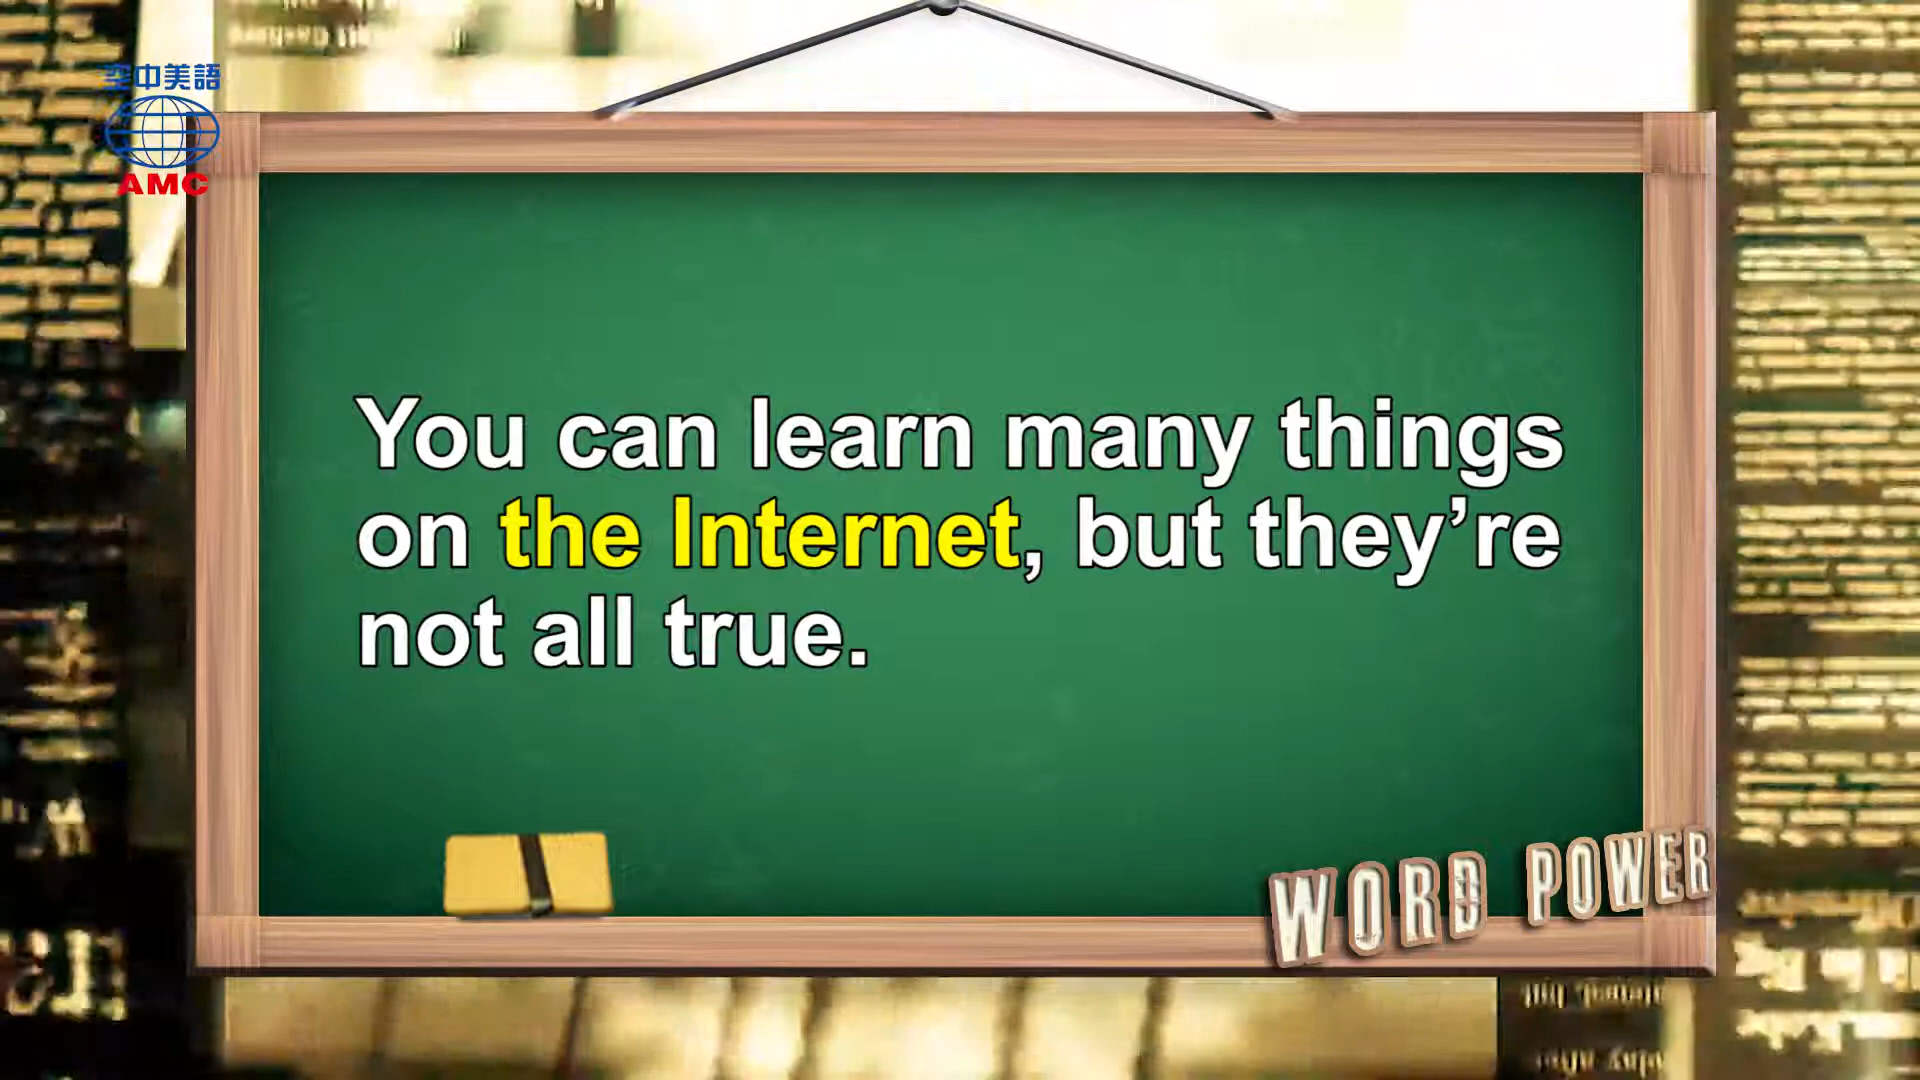 空中美語
AMC
You can learn many things
on the Internet, but they’re
not all true.
WORD POWER